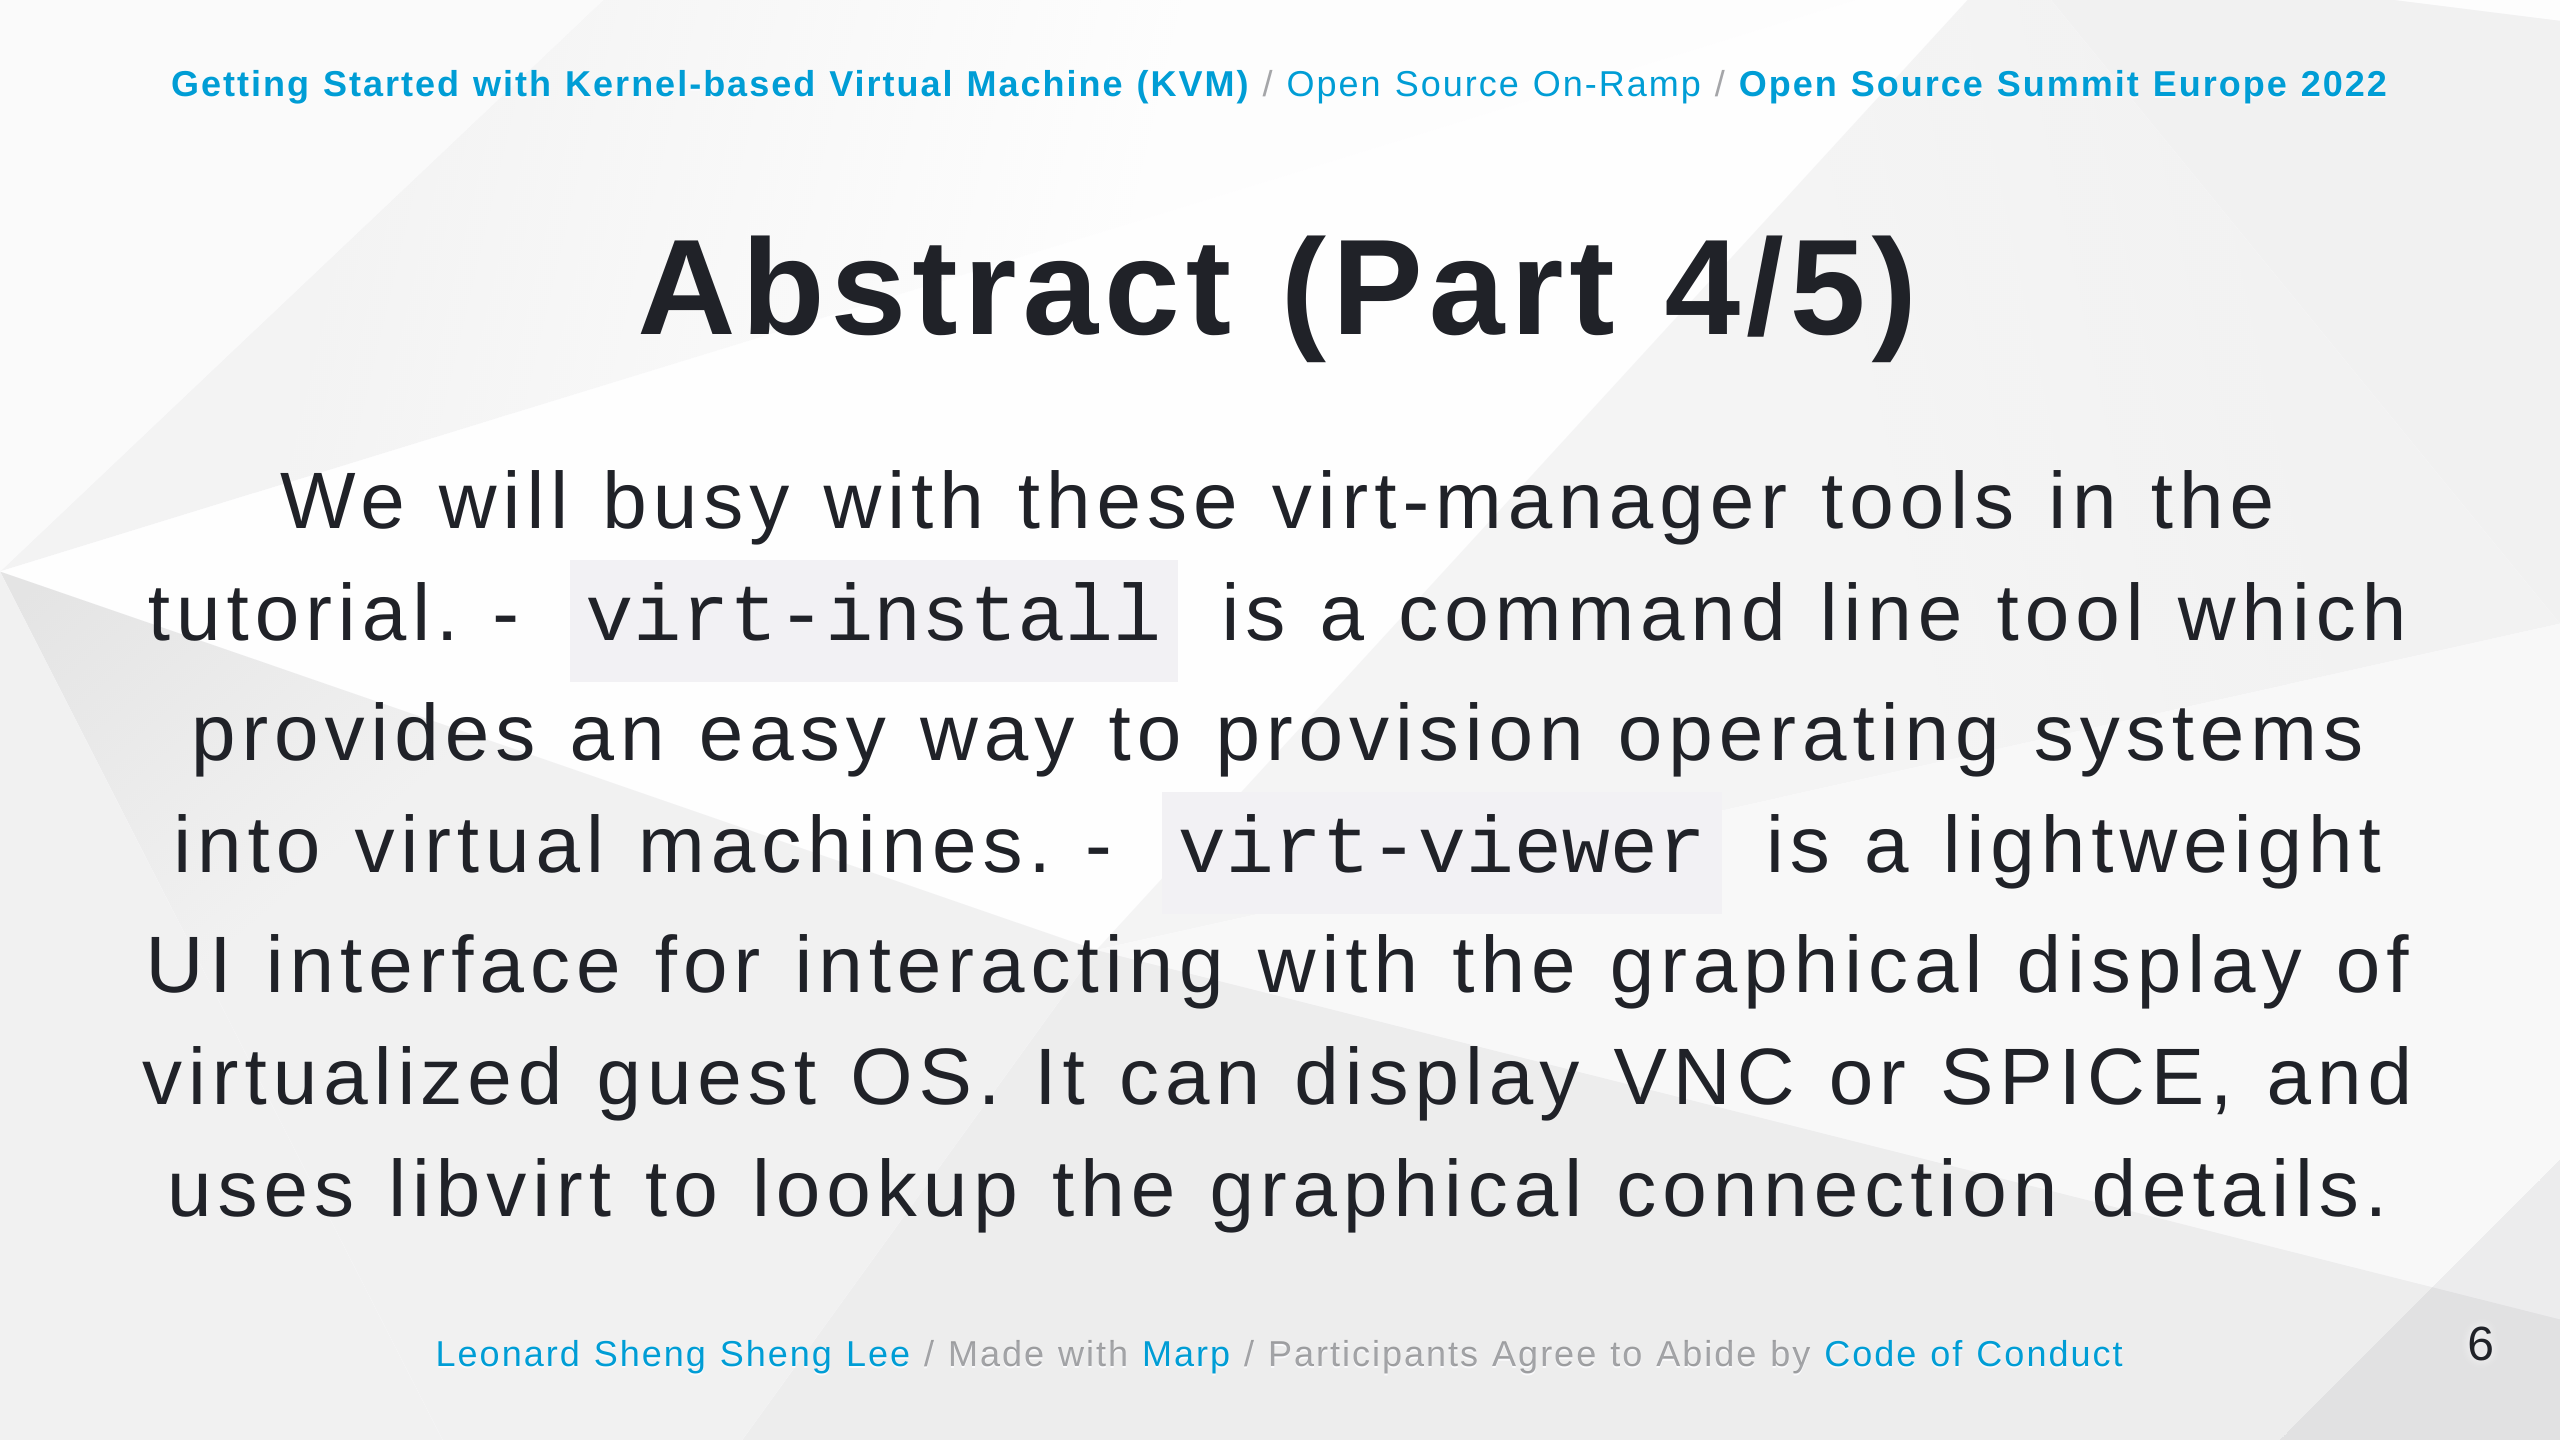 Getting Started with Kernel-based Virtual Machine (KVM) / Open Source On-Ramp / Open Source Summit Europe 2022
Abstract (Part 4/5)
We will busy with these virt-manager tools in the
tutorial. - virt-install is a command line tool which
provides an easy way to provision operating systems
into virtual machines. - virt-viewer is a lightweight
UI interface for interacting with the graphical display of
virtualized guest OS. It can display VNC or SPICE, and
uses libvirt to lookup the graphical connection details.
Leonard Sheng Sheng Lee / Made with Marp / Participants Agree to Abide by Code of Conduct
6